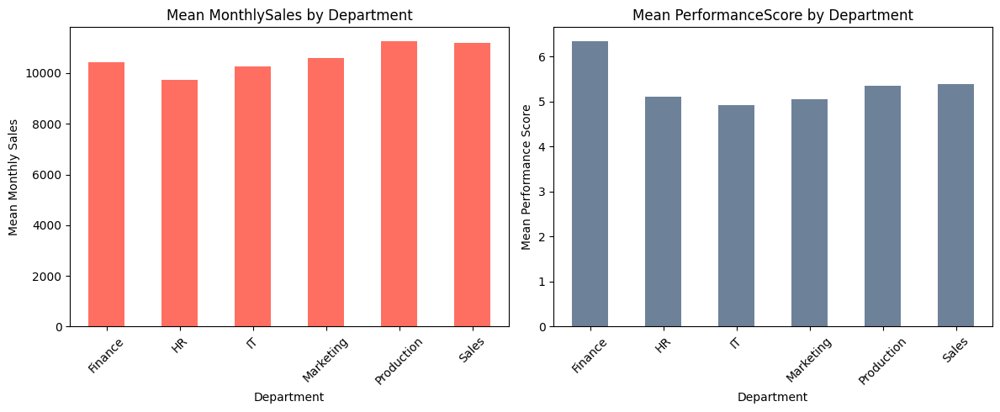 Mean MonthlySales by Department
Mean Monthly Sales
10000
8000
6000
4000
2000
0
Finance
HR
IT
Marketing
Production
Sales
Department
Mean PerformanceScore by Department
Mean Performance Score
6
5
4
3
2
1
0
Finance
HR
IT
Marketing
Production
Sales
Department